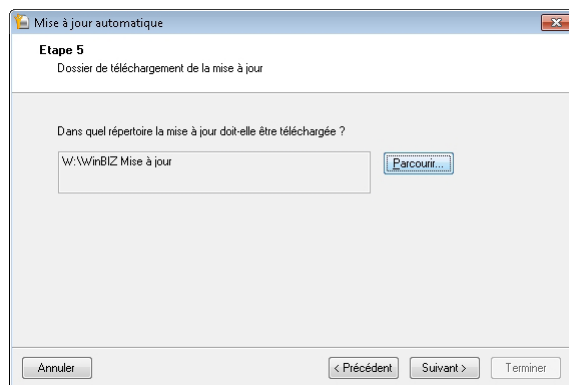 Mise à jour automatique
Etape 5
Dossier de téléchargement de la mise à jour
Dans quel répertoire la mise à jour doit-elle être téléchargée ?
W:\WinBIZ Mise à jour
Parcourir...
Annuler
< Précédent
Suivant >
Terminer